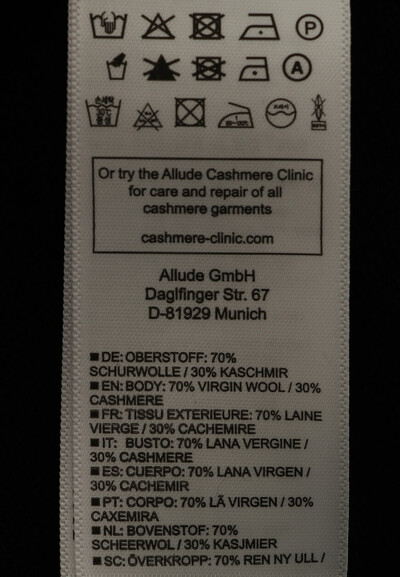 P
A
Or try the Allude Cashmere Clinic
for care and repair of all
cashmere garments
cashmere-clinic.com
Allude GmbH
Daglfinger Str. 67
D-81929 Munich
■ DE: OBERSTOFF: 70%
SCHURWOLLE / 30% KASCHMIR
■ EN: BODY: 70% VIRGIN WOOL / 30%
CASHMERE
■ FR: TISSU EXTERIEURE: 70% LAINE
VIERGE / 30% CACHEMIRE
■ IT: BUSTO: 70% LANA VERGINE /
30% CASHMERE
■ ES: CUERPO: 70% LANA VIRGEN /
30% CACHEMIR
■ PT: CORPO: 70% LÃ VIRGEN / 30%
CAXEMIRA
■ NL: BOVENSTOF: 70%
SCHEERWOL / 30% KASJMIER
■ SC: ÖVERKROPP: 70% REN NY ULL /